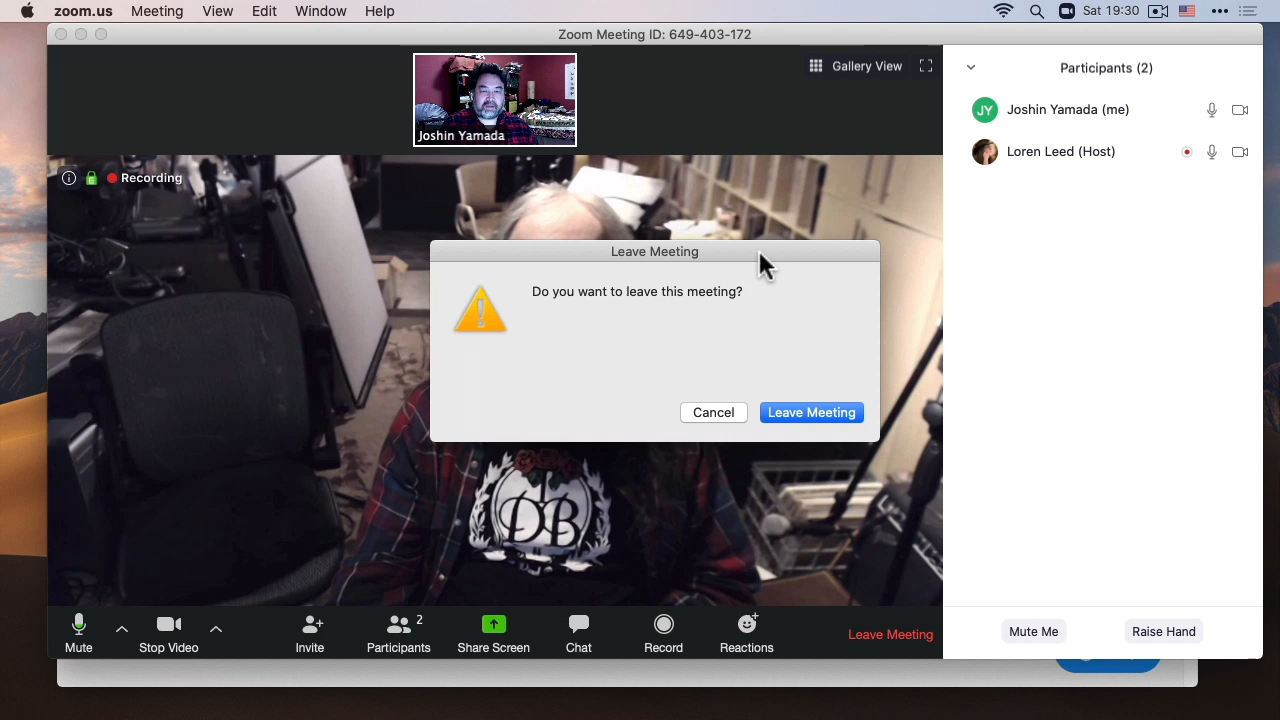 zoom.us Meeting View Edit Window Help Sat 19:30
Zoom Meeting ID: 649-403-172
Joshin Yamada
Gallery View
Recording
Participants (2)
JY Joshin Yamada (me)
Loren Leed (Host)
Leave Meeting
Do you want to leave this meeting?
Cancel Leave Meeting
DB
Mute Stop Video Invite Participants 2 Share Screen Chat Record Reactions Leave Meeting
Mute Me Raise Hand